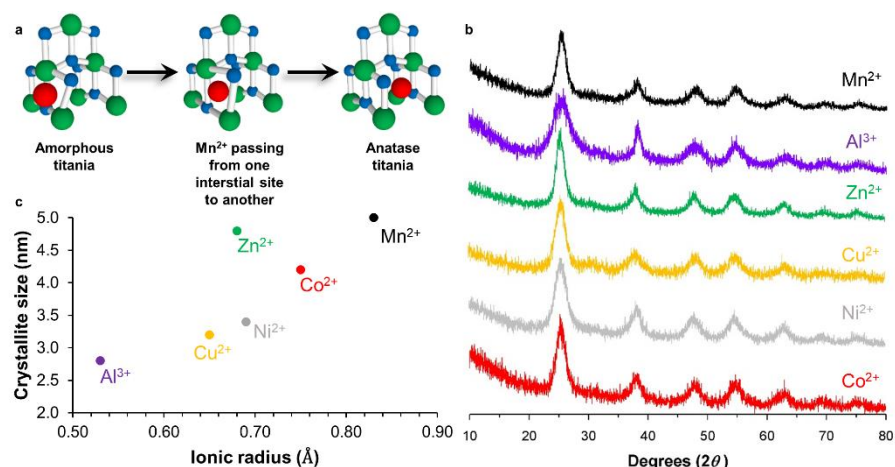 a
Amorphous
titania
Mn²⁺ passing
from one
interstial site
to another
Anatase
titania
b
Mn²⁺
Al³⁺
Zn²⁺
Cu²⁺
Ni²⁺
Co²⁺
10 20 30 40 50 60 70 80
Degrees (2θ)
c
Crystallite size (nm)
5.0
4.5
4.0
3.5
3.0
2.5
2.0
Mn²⁺
Zn²⁺
Co²⁺
Ni²⁺
Cu²⁺
Al³⁺
0.50 0.60 0.70 0.80 0.90
Ionic radius (Å)